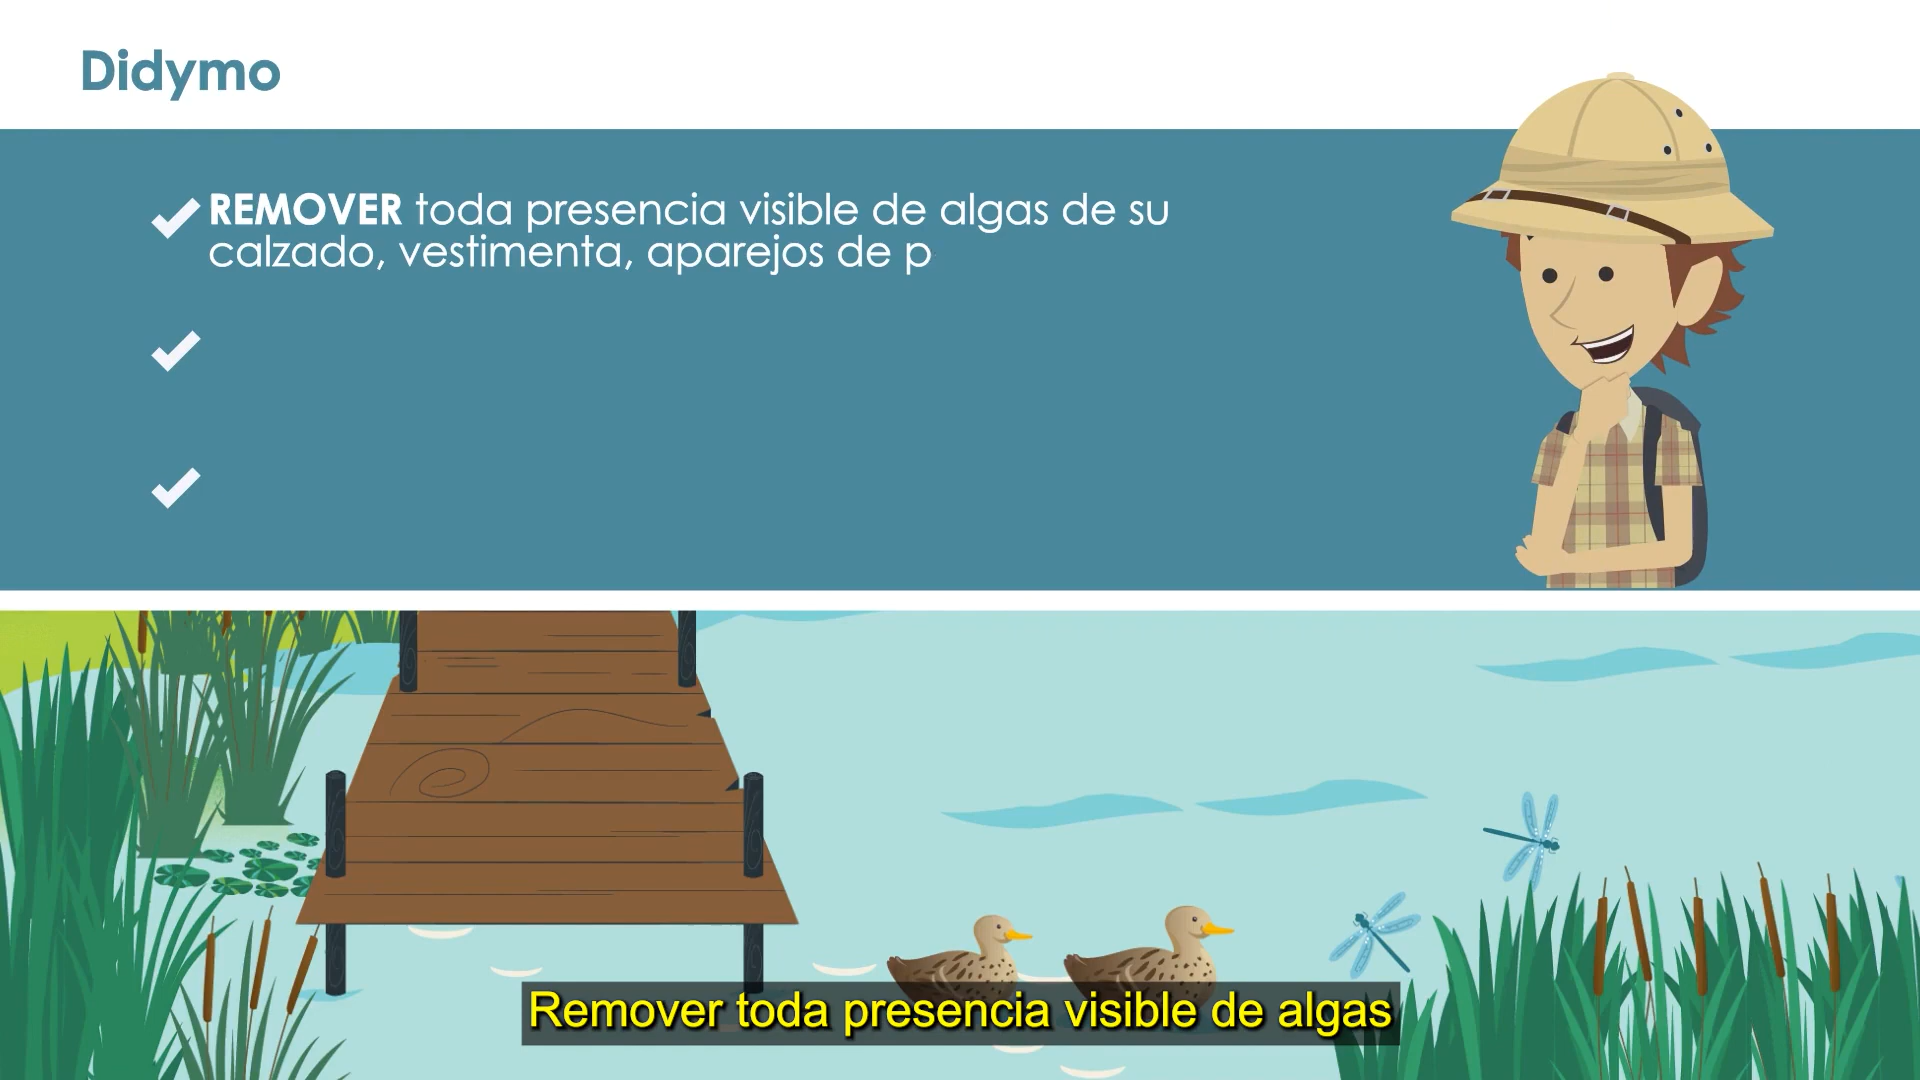 Didymo
REMOVER toda presencia visible de algas de su
calzado, vestimenta, aparejos de p
Remover toda presencia visible de algas